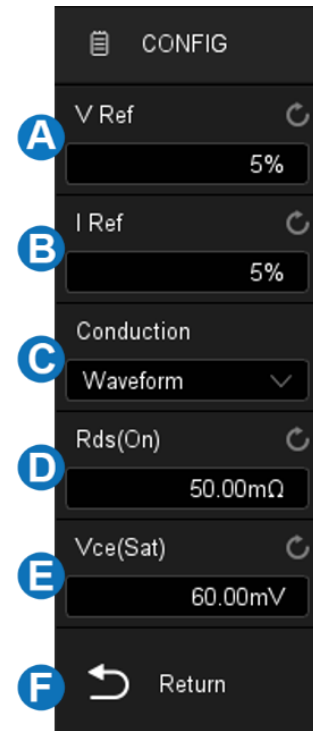 CONFIG
A
V Ref
5%
B
I Ref
5%
C
Conduction
Waveform
D
Rds(On)
50.00mΩ
E
Vce(Sat)
60.00mV
F
Return